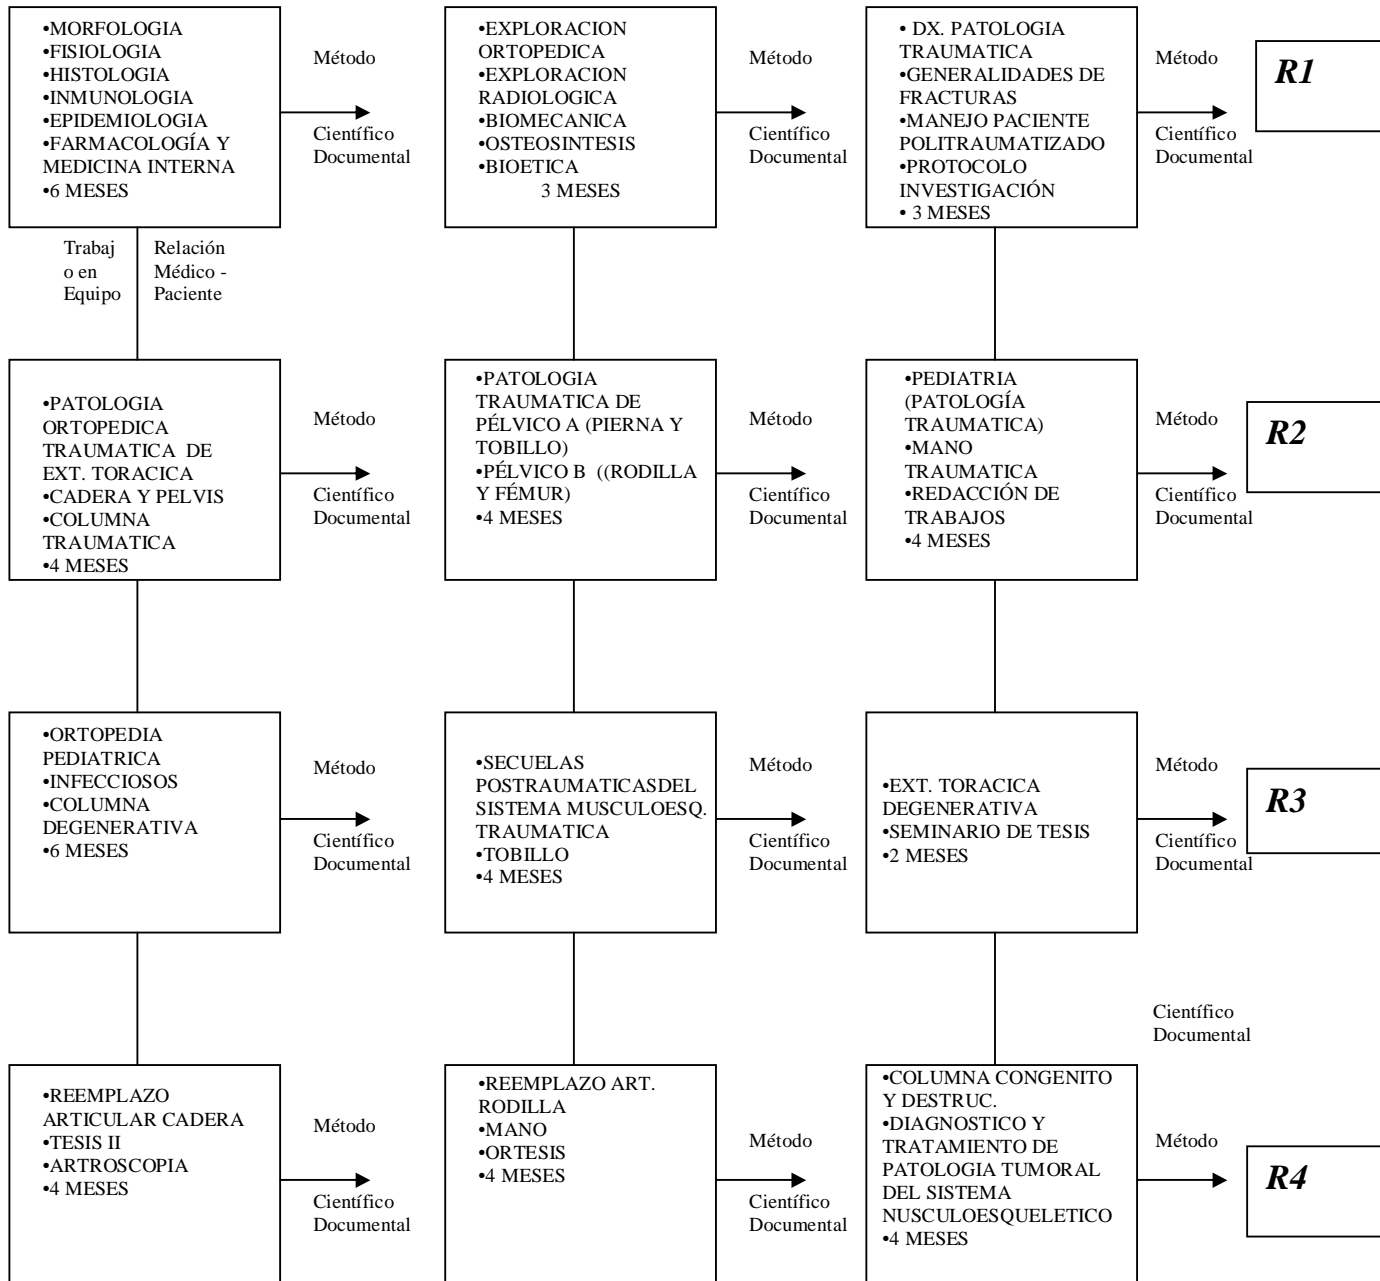 •MORFOLOGIA
•FISIOLOGIA
•HISTOLOGIA
•INMUNOLOGIA
•EPIDEMIOLOGIA
•FARMACOLOGÍA Y
MEDICINA INTERNA
•6 MESES
Método
Científico
Documental
•EXPLORACION
ORTOPEDICA
•EXPLORACION
RADIOLOGICA
•BIOMECANICA
•OSTEOSINTESIS
•BIOETICA
3 MESES
Método
Científico
Documental
• DX. PATOLOGIA
TRAUMATICA
•GENERALIDADES DE
FRACTURAS
•MANEJO PACIENTE
POLITRAUMATIZADO
•PROTOCOLO
INVESTIGACIÓN
• 3 MESES
Método
Científico
Documental
R1
Trabaj
o en
Equipo
Relación
Médico -
Paciente
•PATOLOGIA
ORTOPEDICA
TRAUMATICA DE
EXT. TORACICA
•CADERA Y PELVIS
•COLUMNA
TRAUMATICA
•4 MESES
Método
Científico
Documental
•PATOLOGIA
TRAUMATICA DE
PÉLVICO A (PIERNA Y
TOBILLO)
•PÉLVICO B ((RODILLA
Y FÉMUR)
•4 MESES
Método
Científico
Documental
•PEDIATRIA
(PATOLOGÍA
TRAUMATICA)
•MANO
TRAUMATICA
•REDACCIÓN DE
TRABAJOS
•4 MESES
Método
Científico
Documental
R2
•ORTOPEDIA
PEDIATRICA
•INFECCIOSOS
•COLUMNA
DEGENERATIVA
•6 MESES
Método
Científico
Documental
•SECUELAS
POSTRAUMATICASDEL
SISTEMA MUSCULOESQ.
TRAUMATICA
•TOBILLO
•4 MESES
Método
Científico
Documental
•EXT. TORACICA
DEGENERATIVA
•SEMINARIO DE TESIS
•2 MESES
Método
Científico
Documental
R3
•REEMPLAZO
ARTICULAR CADERA
•TESIS II
•ARTROSCOPIA
•4 MESES
Método
Científico
Documental
•REEMPLAZO ART.
RODILLA
•MANO
•ORTESIS
•4 MESES
Método
Científico
Documental
•COLUMNA CONGENITO
Y DESTRUC.
•DIAGNOSTICO Y
TRATAMIENTO DE
PATOLOGIA TUMORAL
DEL SISTEMA
NUSCULOESQUELETICO
•4 MESES
Científico
Documental
Método
R4